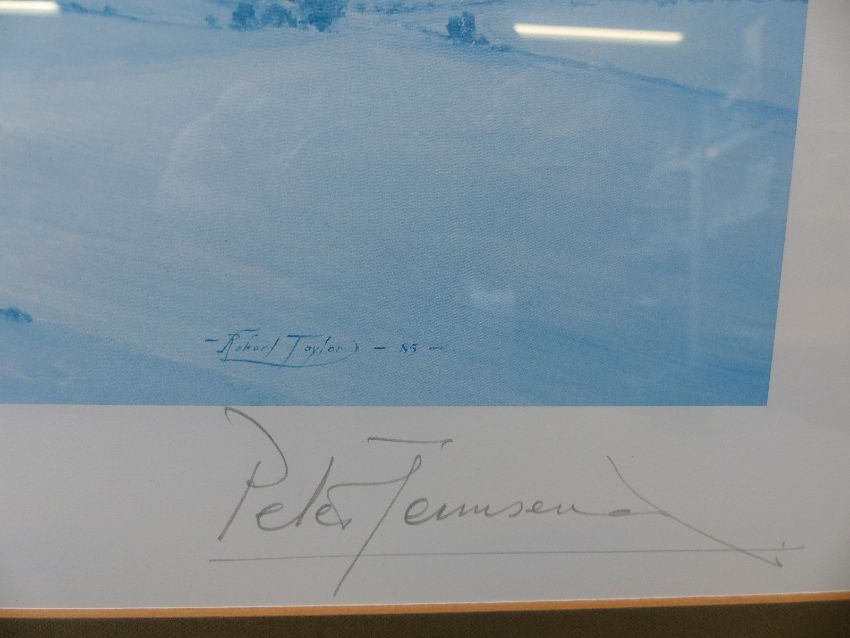 - Robert Taylor - 85 -
Peter Townsend